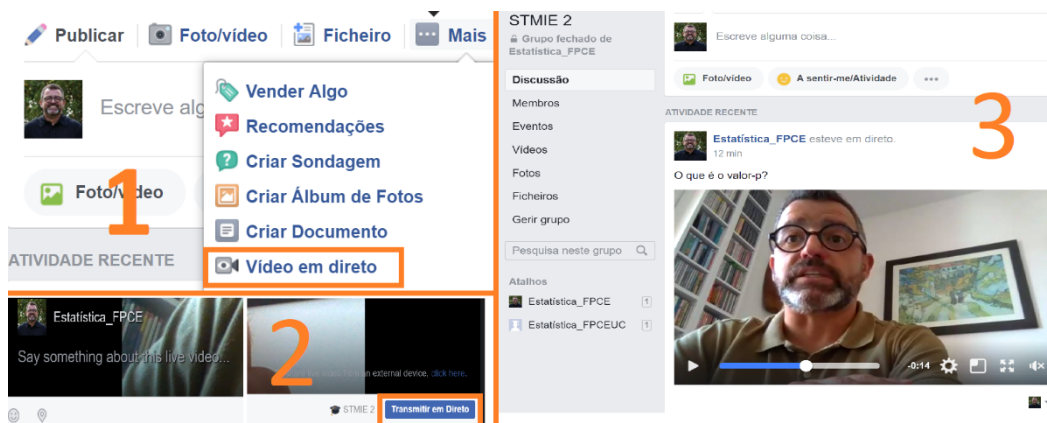 Publicar Foto/vídeo Ficheiro Mais
Escreve alg
Vender Algo
Recomendações
Criar Sondagem
Criar Álbum de Fotos
Criar Documento
Vídeo em direto
Foto/vídeo
1
ATIVIDADE RECENTE
Estatística_FPCE
Say something about this live video...
2
an external device, click here.
STMIE 2 Transmitir em Direto
STMIE 2
Grupo fechado de
Estatística_FPCE
Discussão
Membros
Eventos
Vídeos
Fotos
Ficheiros
Gerir grupo
Pesquisa neste grupo
Atalhos
Estatística_FPCE 1
Estatística_FPCEUC 1
Escreve alguma coisa...
Foto/vídeo A sentir-me/Atividade
3
ATIVIDADE RECENTE
Estatística_FPCE esteve em direto.
12 min
O que é o valor-p?
-0:14